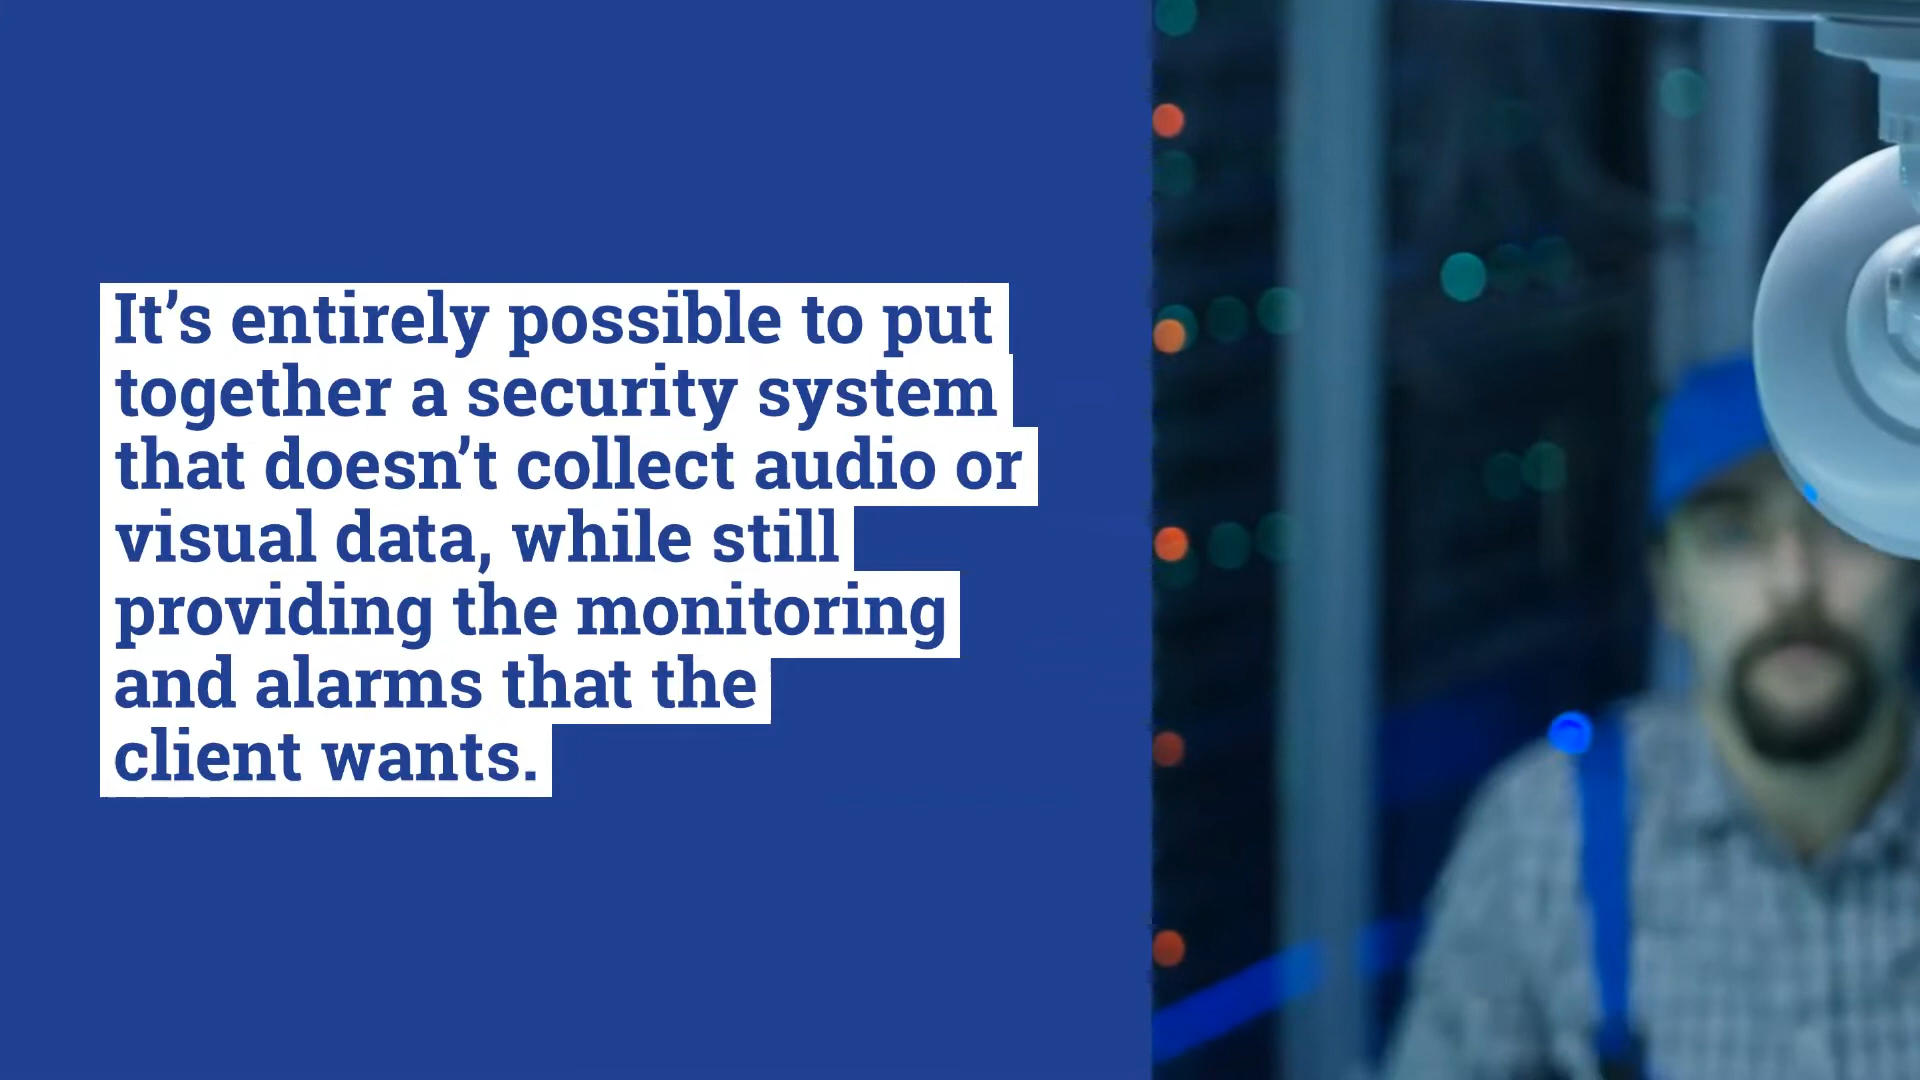 It’s entirely possible to put
together a security system
that doesn’t collect audio or
visual data, while still
providing the monitoring
and alarms that the
client wants.